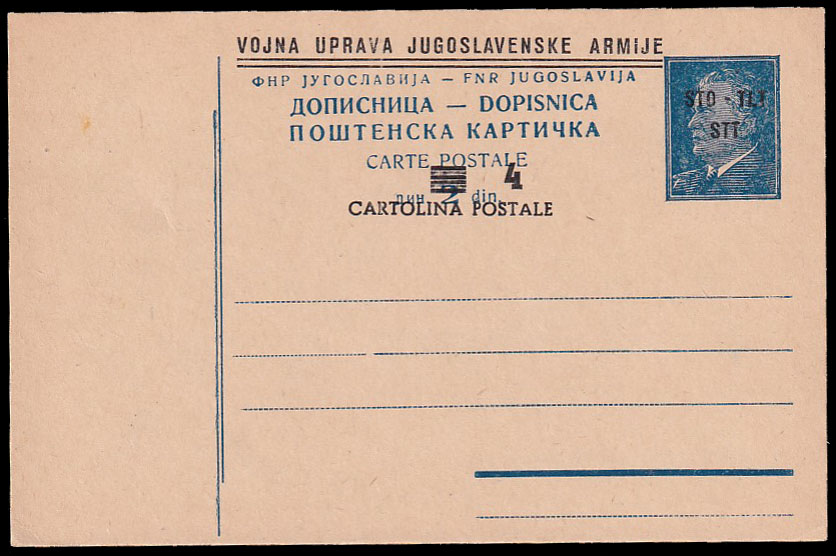 VOJNA UPRAVA JUGOSLAVENSKE ARMIJE
ФНР ЈУГОСЛАВИЈА — FNR JUGOSLAVIJA
ДОПИСНИЦА — DOPISNICA
ПОШТЕНСКА КАРТИЧКА
CARTE POSTALE
4
дин 2 din.
CARTOLINA POSTALE
STO - TLT
STT